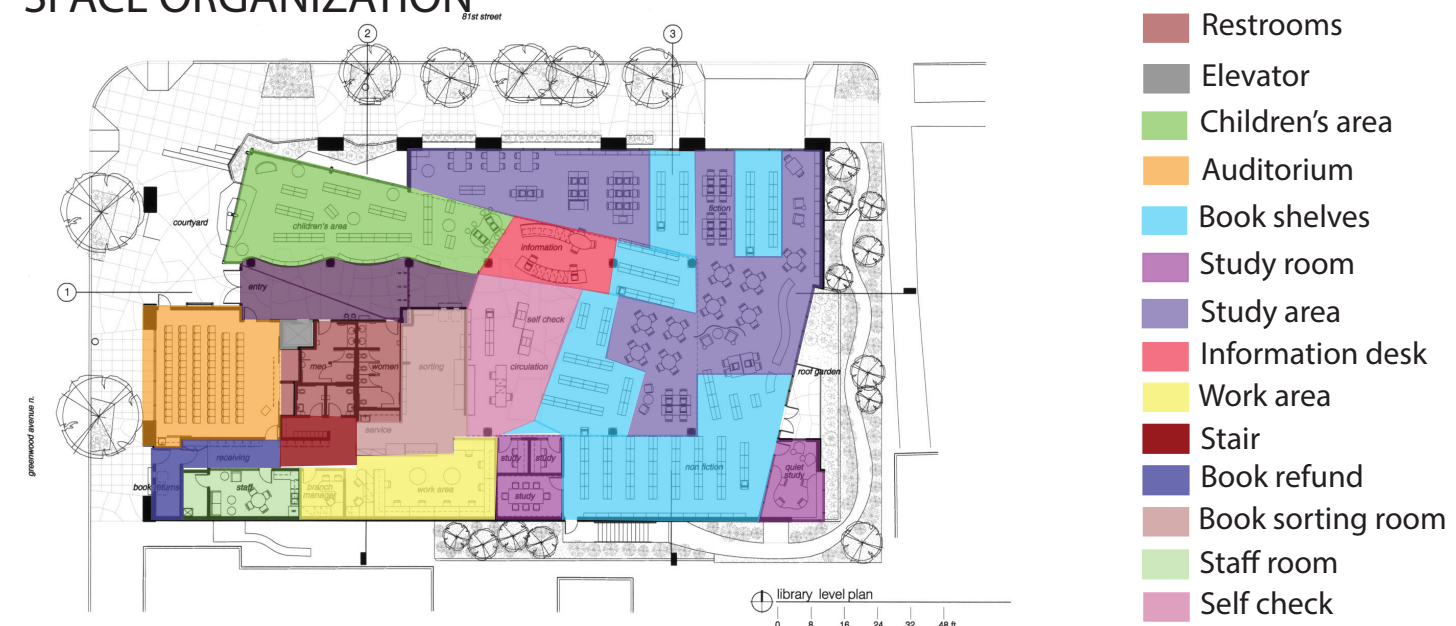 SPACE ORGANIZATION
81st street
2
3
courtyard
children's area
information
fiction
entry
1
self check
men
women
sorting
circulation
roof garden
greenwood avenue n.
service
receiving
study
study
non fiction
quiet
study
book returns
staff
branch
manager
work area
study
library level plan
0 8 16 24 32 48 ft
Restrooms
Elevator
Children's area
Auditorium
Book shelves
Study room
Study area
Information desk
Work area
Stair
Book refund
Book sorting room
Staff room
Self check